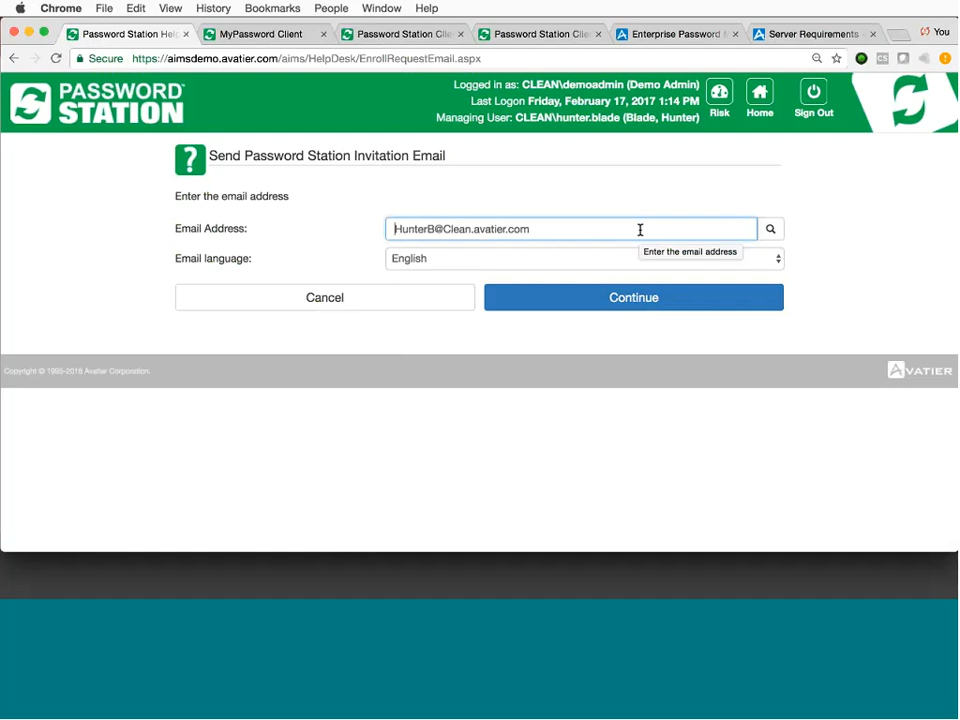 Chrome File Edit View History Bookmarks People Window Help
Password Station Hel MyPassword Client Password Station Clie Password Station Clie Enterprise Password Server Requirements You
Secure https://aimsdemo.avatier.com/aims/HelpDesk/EnrollRequestEmail.aspx
PASSWORD
STATION
Logged in as: CLEAN\demoadmin (Demo Admin)
Last Logon Friday, February 17, 2017 1:14 PM
Managing User: CLEAN\hunter.blade (Blade, Hunter)
Risk Home Sign Out
? Send Password Station Invitation Email
Enter the email address
Email Address: HunterB@Clean.avatier.com
Enter the email address
Email language: English
Cancel Continue
Copyright © 1995-2016 Avatier Corporation.
AVATIER